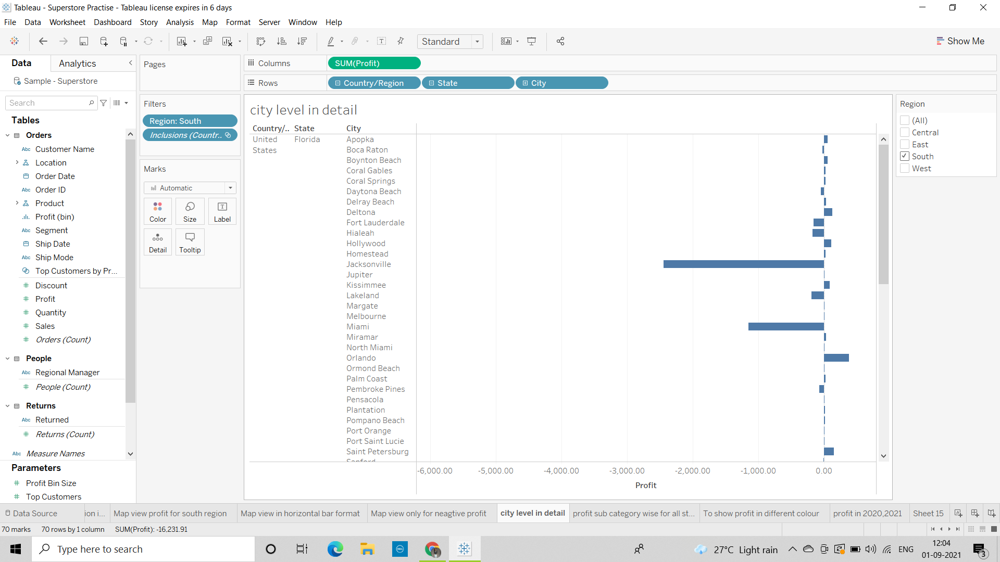 Tableau - Superstore Practise - Tableau license expires in 6 days
File Data Worksheet Dashboard Story Analysis Map Format Server Window Help
Standard
Show Me
Data Analytics
Sample - Superstore
Search
Tables
Orders
Abc Customer Name
Location
Order Date
Abc Order ID
Product
Profit (bin)
Abc Segment
Ship Date
Abc Ship Mode
Top Customers by Pr...
Discount
Profit
Quantity
Sales
Orders (Count)
People
Abc Regional Manager
People (Count)
Returns
Abc Returned
Returns (Count)
Abc Measure Names
Parameters
Profit Bin Size
Top Customers
Pages
Filters
Region: South
Inclusions (Countr..
Marks
Automatic
Color Size Label
Detail Tooltip
Columns SUM(Profit)
Rows Country/Region State City
city level in detail
Country/.. State City
United States Florida Apopka
Boca Raton
Boynton Beach
Coral Gables
Coral Springs
Daytona Beach
Delray Beach
Deltona
Fort Lauderdale
Hialeah
Hollywood
Homestead
Jacksonville
Jupiter
Kissimmee
Lakeland
Margate
Melbourne
Miami
Miramar
North Miami
Orlando
Ormond Beach
Palm Coast
Pembroke Pines
Pensacola
Plantation
Pompano Beach
Port Orange
Port Saint Lucie
Saint Petersburg
Sanford
-6,000.00 -5,000.00 -4,000.00 -3,000.00 -2,000.00 -1,000.00 0.00
Profit
Region
(All)
Central
East
South
West
Data Source ion i... Map view profit for south region Map view in horizontal bar format Map view only for neagtive profit city level in detail profit sub category wise for all st... To show profit in different colour profit in 2020,2021 Sheet 15
70 marks 70 rows by 1 column SUM(Profit): -16,231.91
Type here to search
DELL
27°C Light rain
ENG
12:04
01-09-2021
3